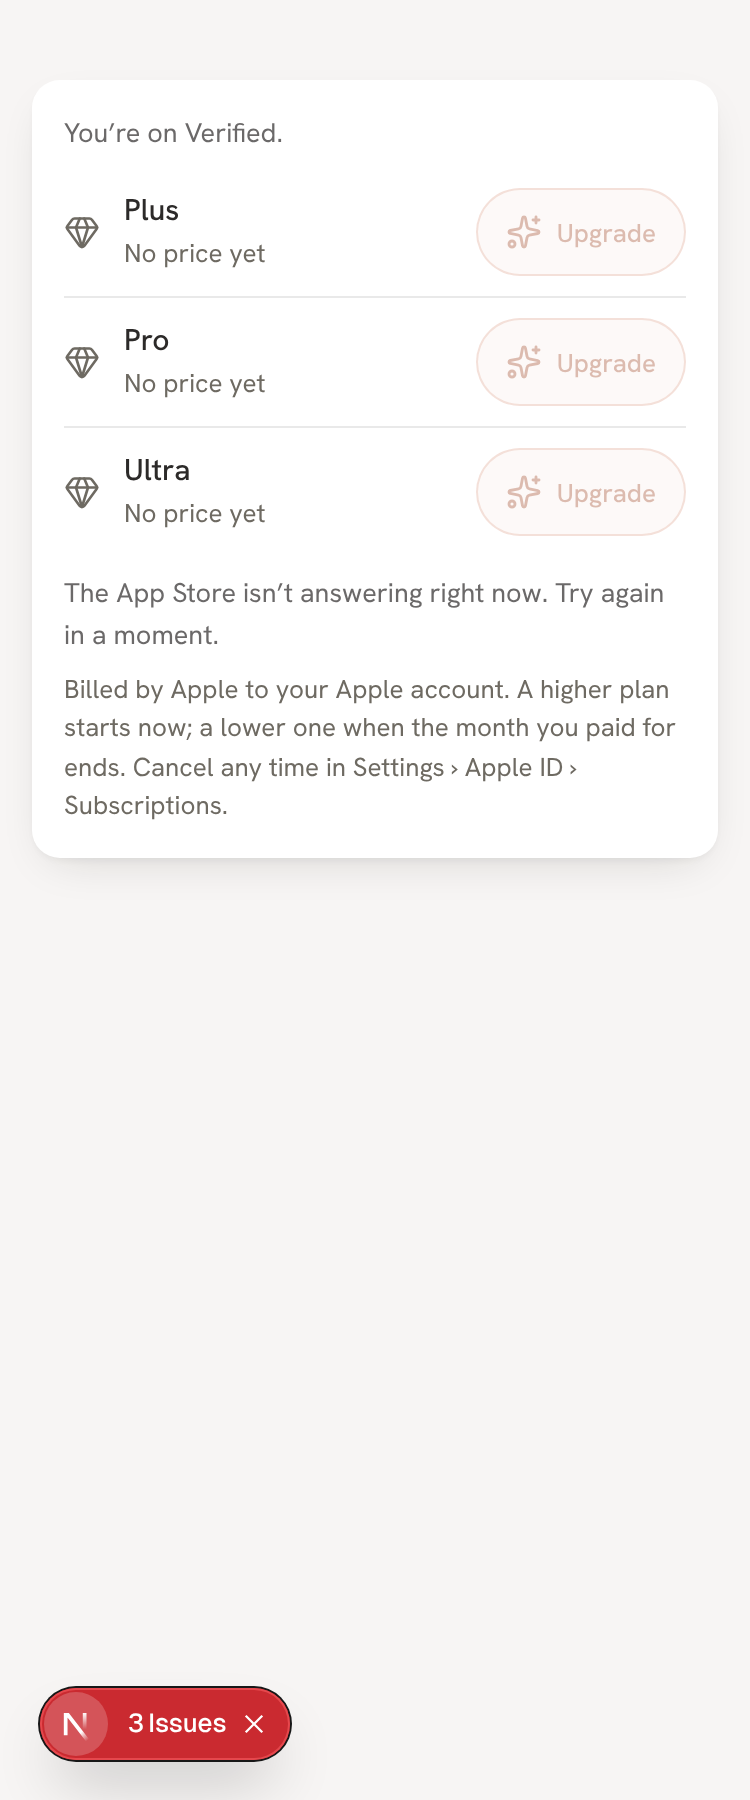 You’re on Verified.
Plus
No price yet
Upgrade
Pro
No price yet
Upgrade
Ultra
No price yet
Upgrade
The App Store isn’t answering right now. Try again
in a moment.
Billed by Apple to your Apple account. A higher plan
starts now; a lower one when the month you paid for
ends. Cancel any time in Settings › Apple ID ›
Subscriptions.
N
3 Issues